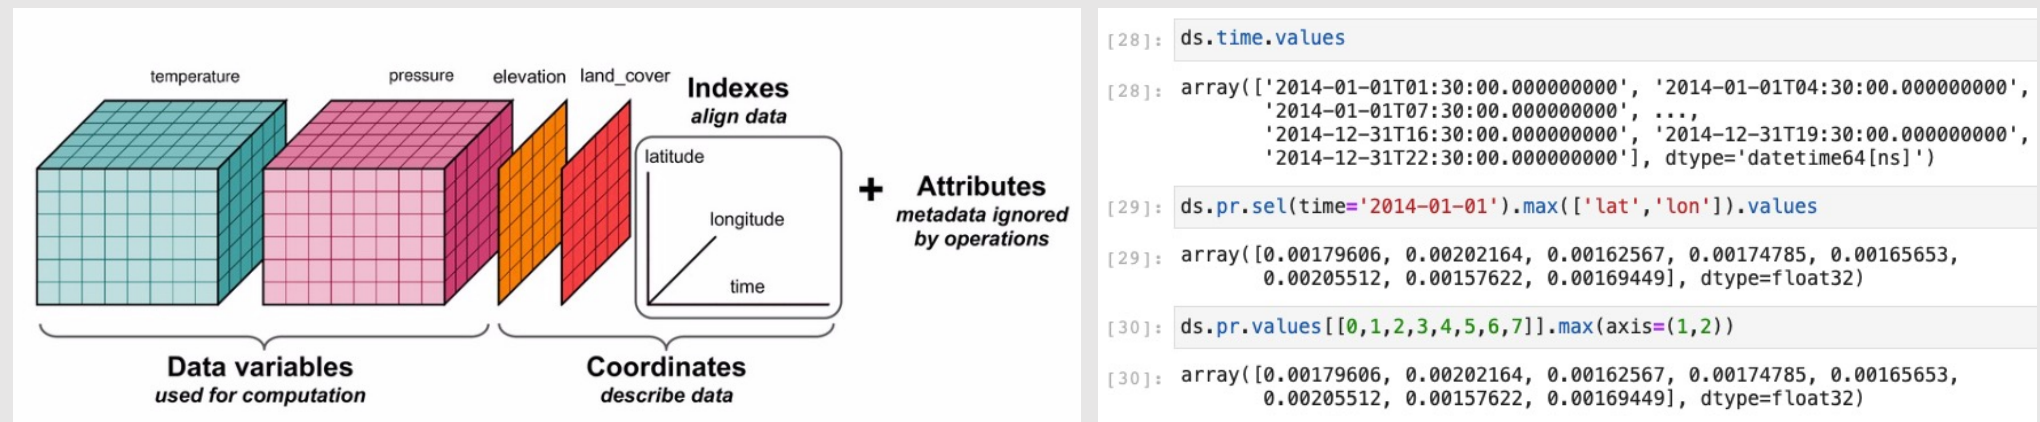 temperature
pressure
elevation
land_cover
Indexes
align data
latitude
longitude
time
+
Attributes
metadata ignored
by operations
Data variables
used for computation
Coordinates
describe data
[28]: ds.time.values
[28]: array(['2014-01-01T01:30:00.000000000', '2014-01-01T04:30:00.000000000',
'2014-01-01T07:30:00.000000000', ...,
'2014-12-31T16:30:00.000000000', '2014-12-31T19:30:00.000000000',
'2014-12-31T22:30:00.000000000'], dtype='datetime64[ns]')
[29]: ds.pr.sel(time='2014-01-01').max(['lat','lon']).values
[29]: array([0.00179606, 0.00202164, 0.00162567, 0.00174785, 0.00165653,
0.00205512, 0.00157622, 0.00169449], dtype=float32)
[30]: ds.pr.values[[0,1,2,3,4,5,6,7]].max(axis=(1,2))
[30]: array([0.00179606, 0.00202164, 0.00162567, 0.00174785, 0.00165653,
0.00205512, 0.00157622, 0.00169449], dtype=float32)